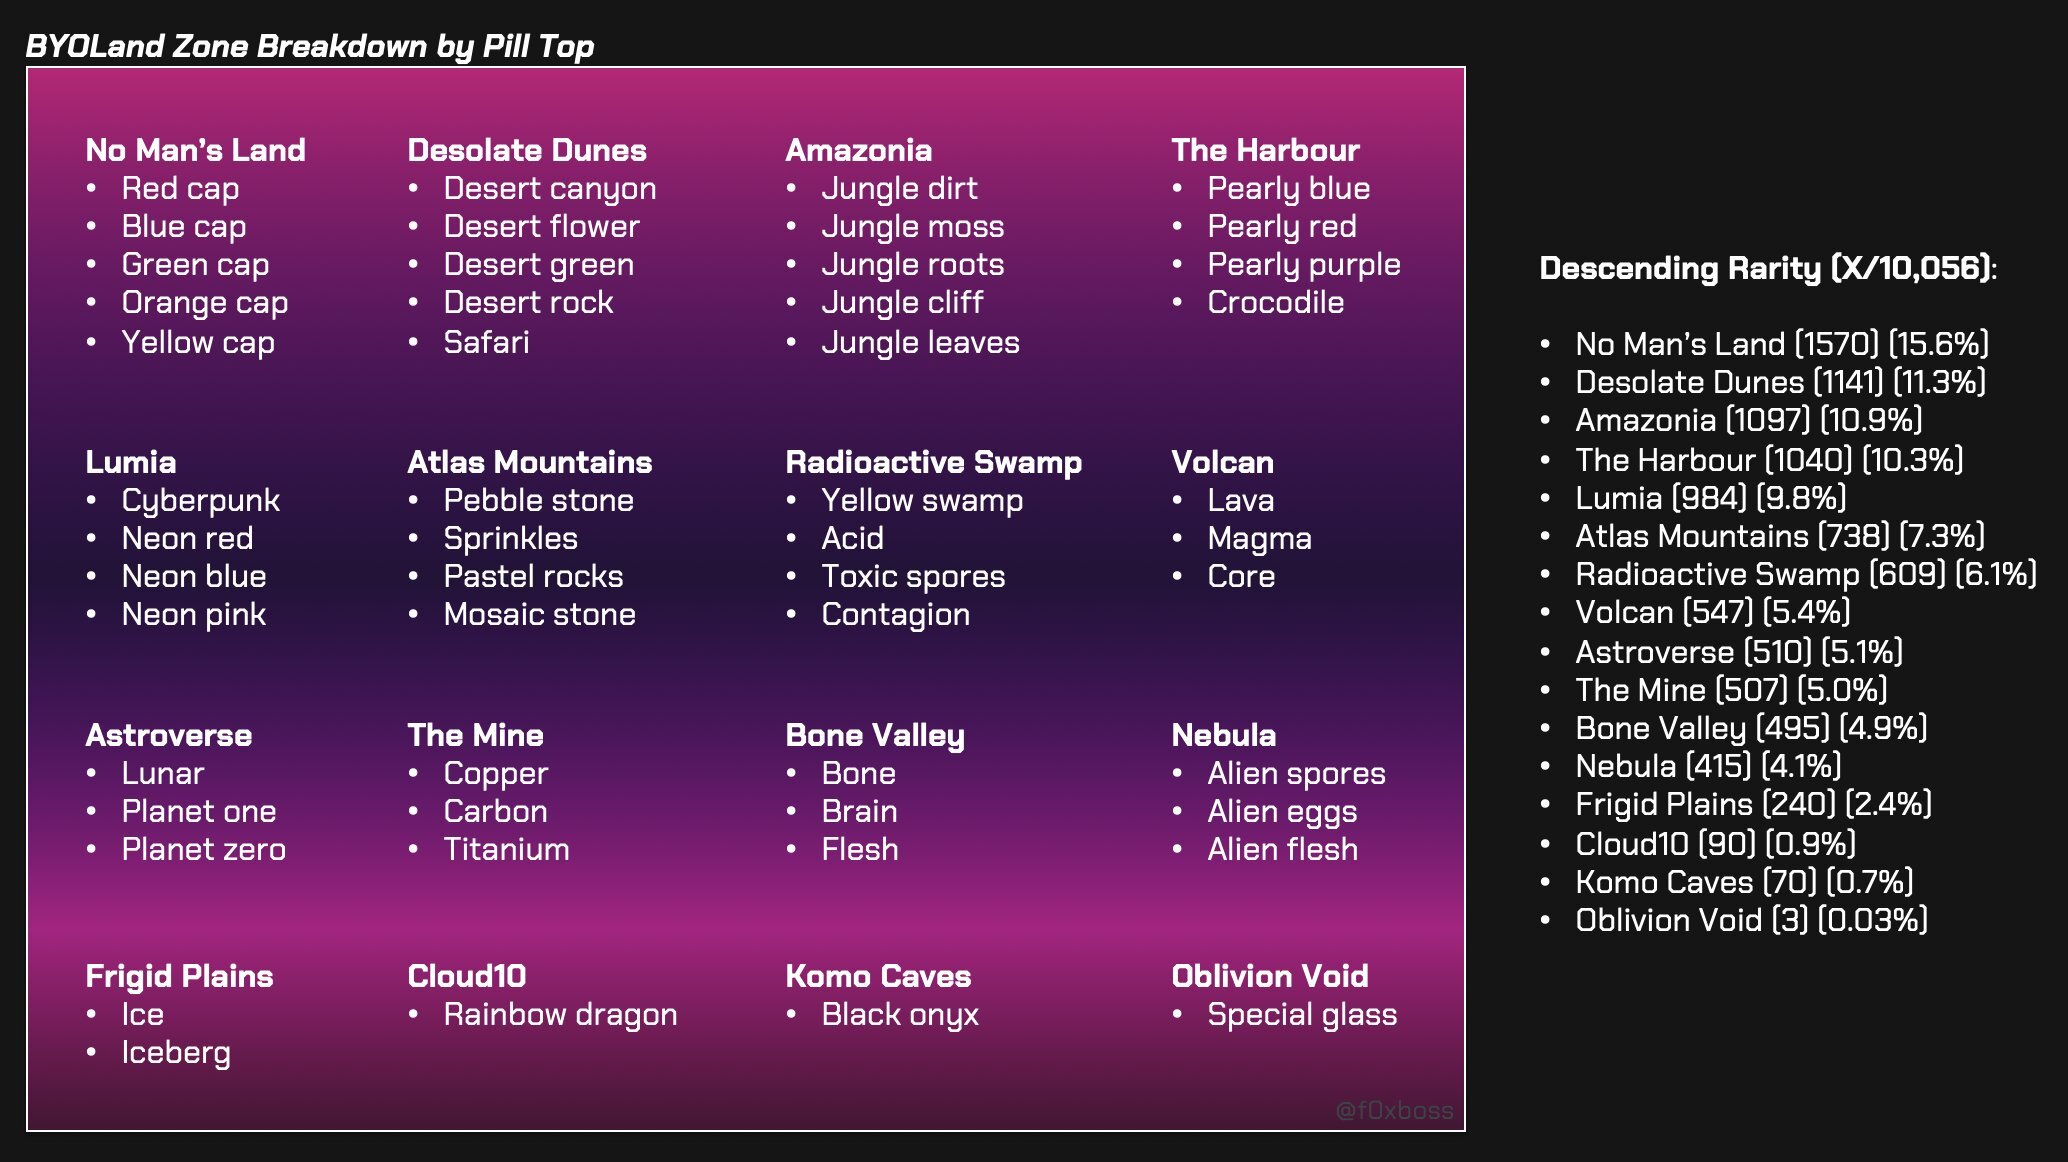 BYOLand Zone Breakdown by Pill Top
No Man’s Land
• Red cap
• Blue cap
• Green cap
• Orange cap
• Yellow cap
Desolate Dunes
• Desert canyon
• Desert flower
• Desert green
• Desert rock
• Safari
Amazonia
• Jungle dirt
• Jungle moss
• Jungle roots
• Jungle cliff
• Jungle leaves
The Harbour
• Pearly blue
• Pearly red
• Pearly purple
• Crocodile
Lumia
• Cyberpunk
• Neon red
• Neon blue
• Neon pink
Atlas Mountains
• Pebble stone
• Sprinkles
• Pastel rocks
• Mosaic stone
Radioactive Swamp
• Yellow swamp
• Acid
• Toxic spores
• Contagion
Volcan
• Lava
• Magma
• Core
Astroverse
• Lunar
• Planet one
• Planet zero
The Mine
• Copper
• Carbon
• Titanium
Bone Valley
• Bone
• Brain
• Flesh
Nebula
• Alien spores
• Alien eggs
• Alien flesh
Frigid Plains
• Ice
• Iceberg
Cloud10
• Rainbow dragon
Komo Caves
• Black onyx
Oblivion Void
• Special glass
@f0xboss
Descending Rarity (X/10,056):
• No Man’s Land (1570) (15.6%)
• Desolate Dunes (1141) (11.3%)
• Amazonia (1097) (10.9%)
• The Harbour (1040) (10.3%)
• Lumia (984) (9.8%)
• Atlas Mountains (738) (7.3%)
• Radioactive Swamp (609) (6.1%)
• Volcan (547) (5.4%)
• Astroverse (510) (5.1%)
• The Mine (507) (5.0%)
• Bone Valley (495) (4.9%)
• Nebula (415) (4.1%)
• Frigid Plains (240) (2.4%)
• Cloud10 (90) (0.9%)
• Komo Caves (70) (0.7%)
• Oblivion Void (3) (0.03%)